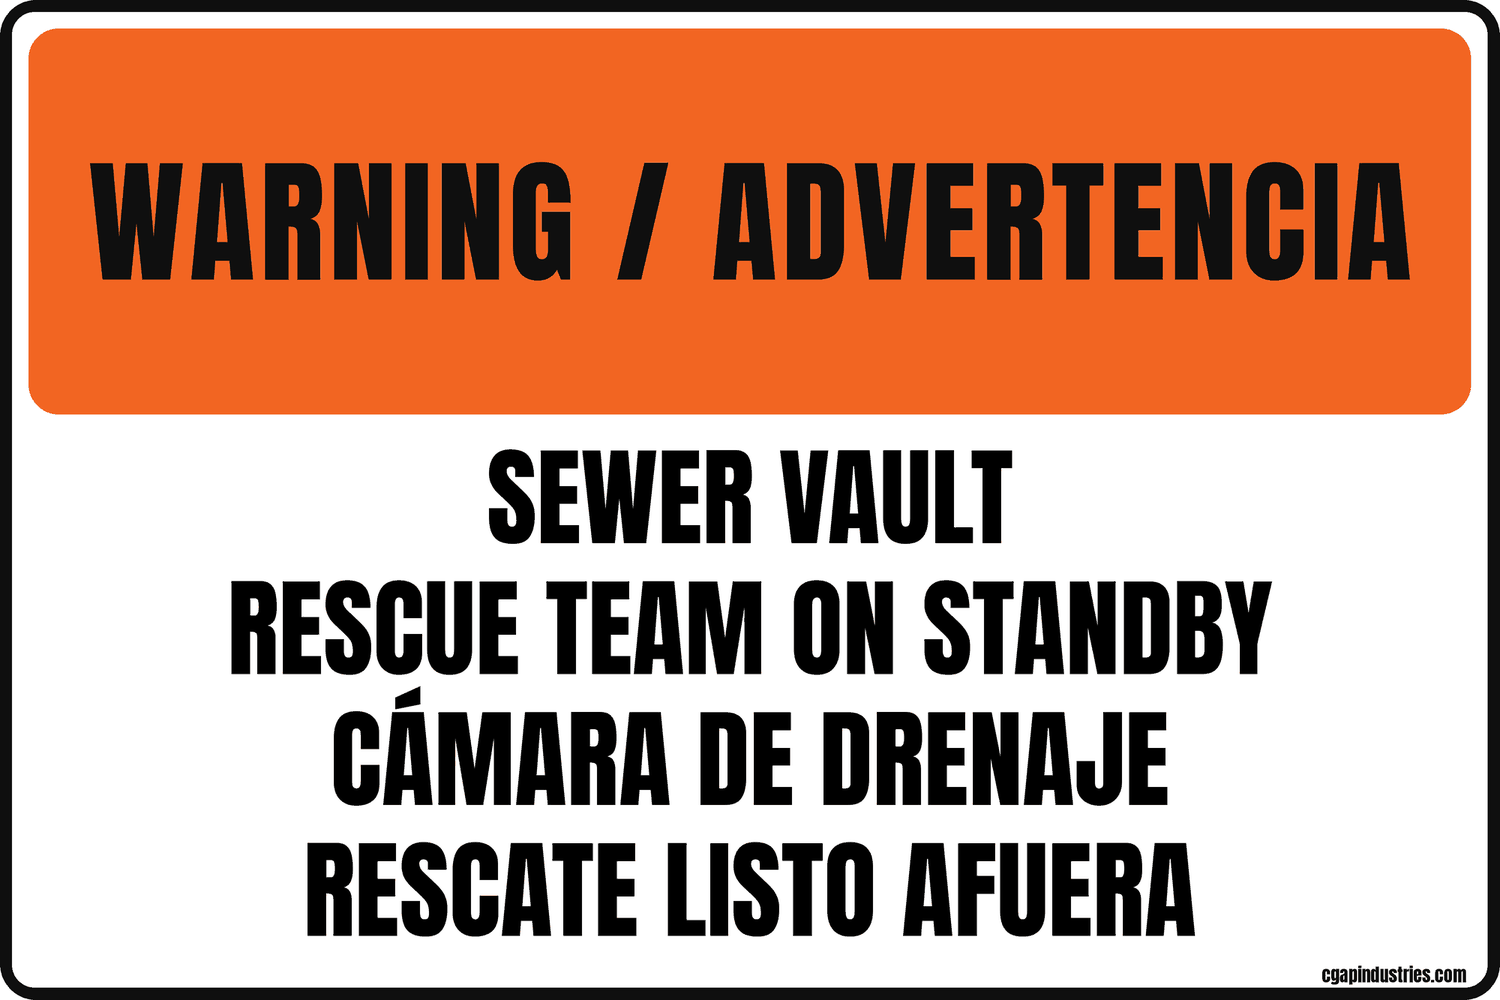 WARNING / ADVERTENCIA
SEWER VAULT
RESCUE TEAM ON STANDBY
CÁMARA DE DRENAJE
RESCATE LISTO AFUERA
cgapindustries.com